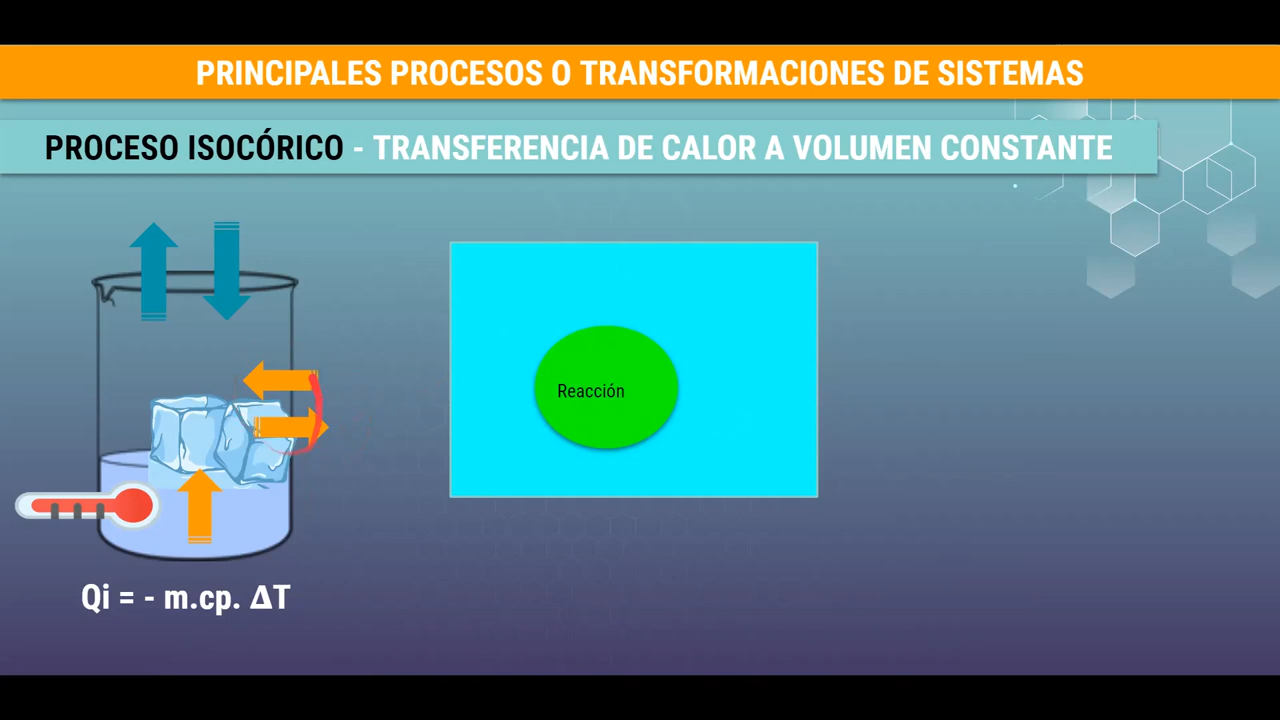 PRINCIPALES PROCESOS O TRANSFORMACIONES DE SISTEMAS
PROCESO ISOCÓRICO - TRANSFERENCIA DE CALOR A VOLUMEN CONSTANTE
Reacción
Qi = - m.cp. ΔT